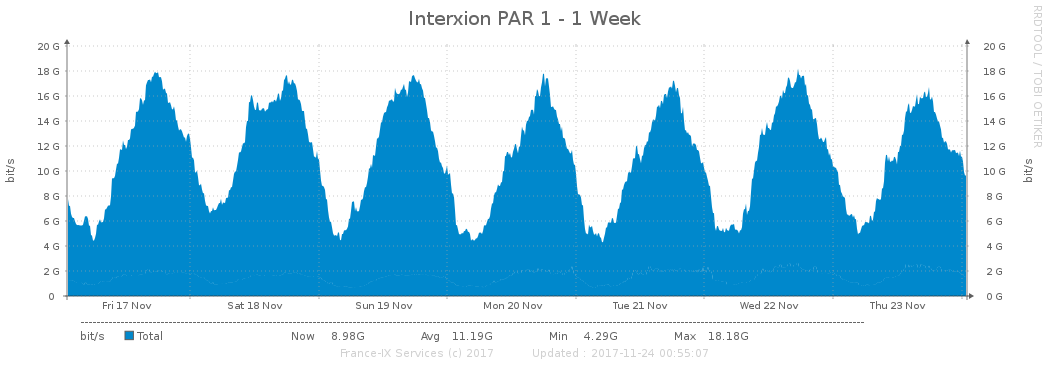 Interxion PAR 1 - 1 Week
RRDTOOL / TOBI OETIKER
bit/s
bit/s
20 G 20 G
18 G 18 G
16 G 16 G
14 G 14 G
12 G 12 G
10 G 10 G
8 G 8 G
6 G 6 G
4 G 4 G
2 G 2 G
0 0 G
Fri 17 Nov Sat 18 Nov Sun 19 Nov Mon 20 Nov Tue 21 Nov Wed 22 Nov Thu 23 Nov
bit/s Total Now 8.98G Avg 11.19G Min 4.29G Max 18.18G
France-IX Services (c) 2017 Updated : 2017-11-24 00:55:07